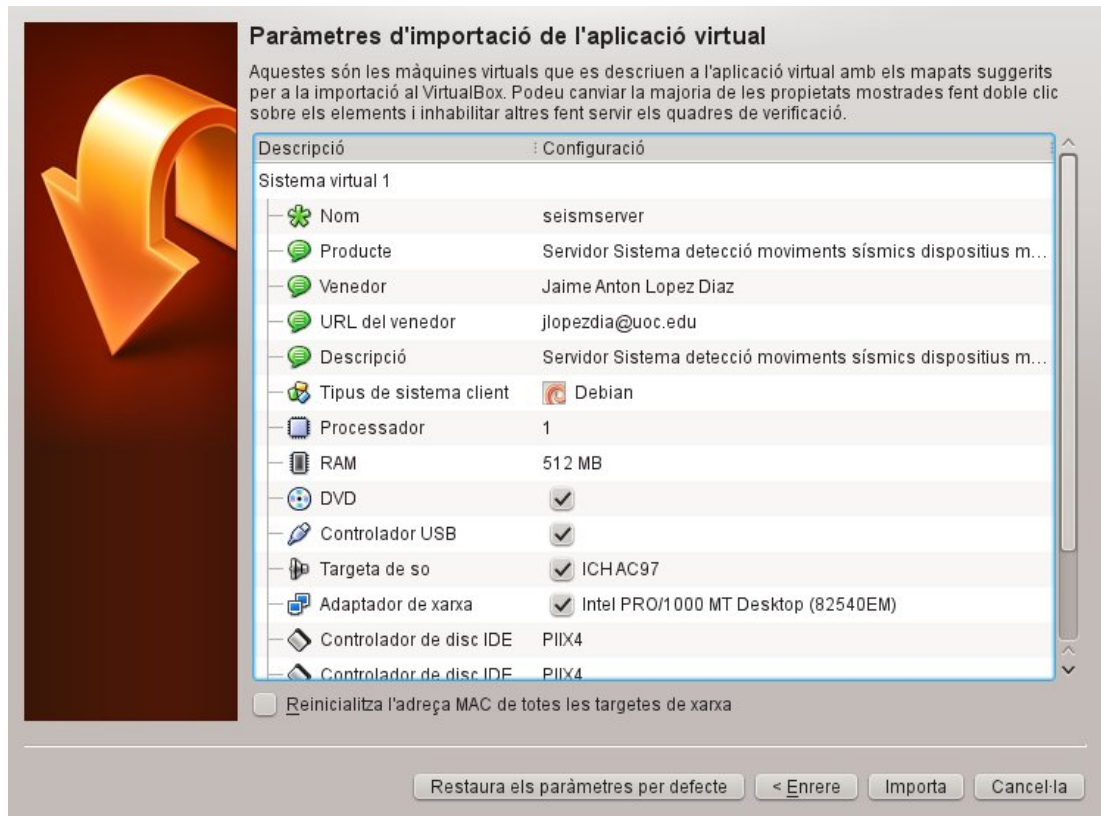 Paràmetres d'importació de l'aplicació virtual
Aquestes són les màquines virtuals que es descriuen a l'aplicació virtual amb els mapats suggerits
per a la importació al VirtualBox. Podeu canviar la majoria de les propietats mostrades fent doble clic
sobre els elements i inhabilitar altres fent servir els quadres de verificació.
Descripció Configuració
Sistema virtual 1
Nom seismserver
Producte Servidor Sistema detecció moviments sísmics dispositius m...
Venedor Jaime Anton Lopez Diaz
URL del venedor jlopezdia@uoc.edu
Descripció Servidor Sistema detecció moviments sísmics dispositius m...
Tipus de sistema client Debian
Processador 1
RAM 512 MB
DVD
Controlador USB
Targeta de so ICH AC97
Adaptador de xarxa Intel PRO/1000 MT Desktop (82540EM)
Controlador de disc IDE PIIX4
Controlador de disc IDE PIIX4
Reinicialitza l'adreça MAC de totes les targetes de xarxa
Restaura els paràmetres per defecte < Enrere Importa Cancel·la